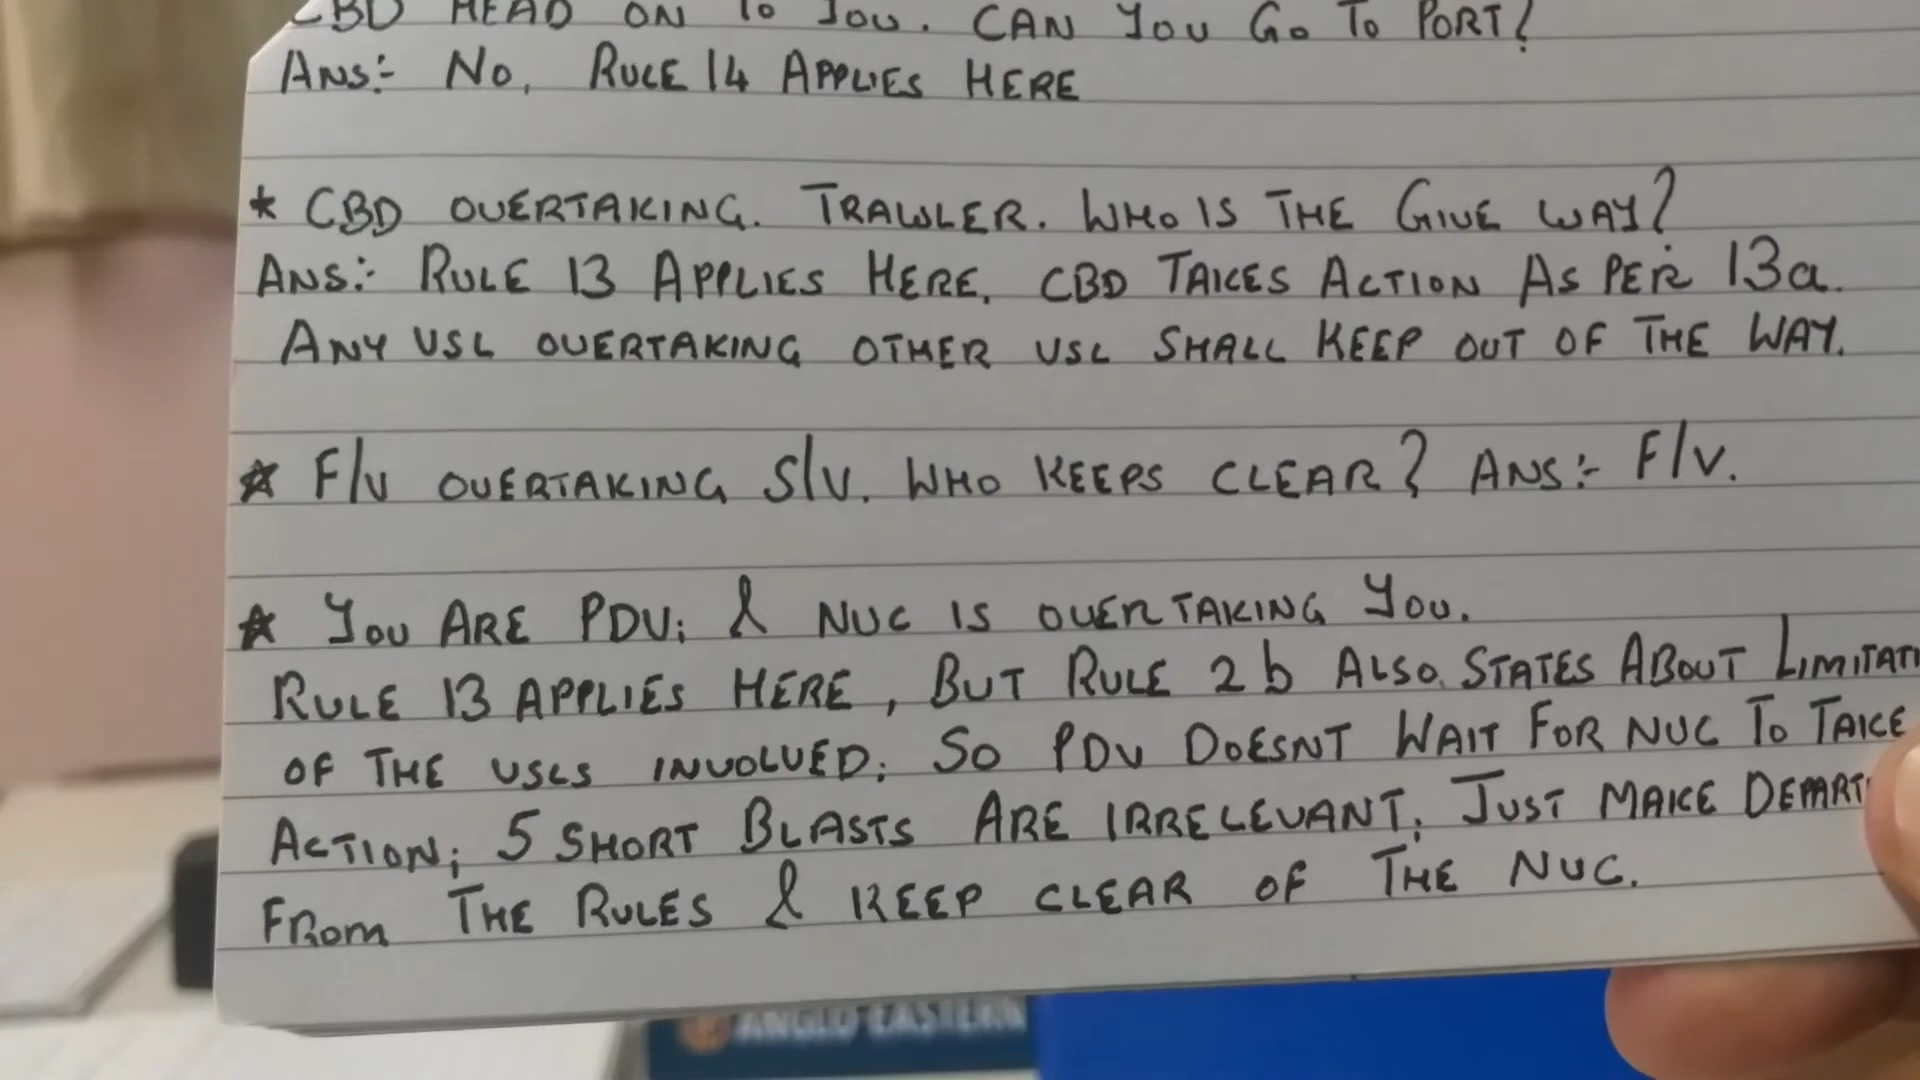 CBD HEAD ON TO YOU. CAN YOU GO TO PORT?
ANS:- NO, RULE 14 APPLIES HERE
* CBD OVERTAKING. TRAWLER. WHO IS THE GIVE WAY?
ANS:- RULE 13 APPLIES HERE. CBD TAKES ACTION AS PER 13a.
ANY VSL OVERTAKING OTHER VSL SHALL KEEP OUT OF THE WAY.
* F/V OVERTAKING S/V. WHO KEEPS CLEAR? ANS:- F/V.
* YOU ARE PDV; & NUC IS OVERTAKING YOU.
RULE 13 APPLIES HERE, BUT RULE 2b ALSO STATES ABOUT LIMITATI
OF THE VSLS INVOLVED; SO PDV DOESNT WAIT FOR NUC TO TAKE
ACTION; 5 SHORT BLASTS ARE IRRELEVANT; JUST MAKE DEPART
FROM THE RULES & KEEP CLEAR OF THE NUC.
ANGLO EASTERN